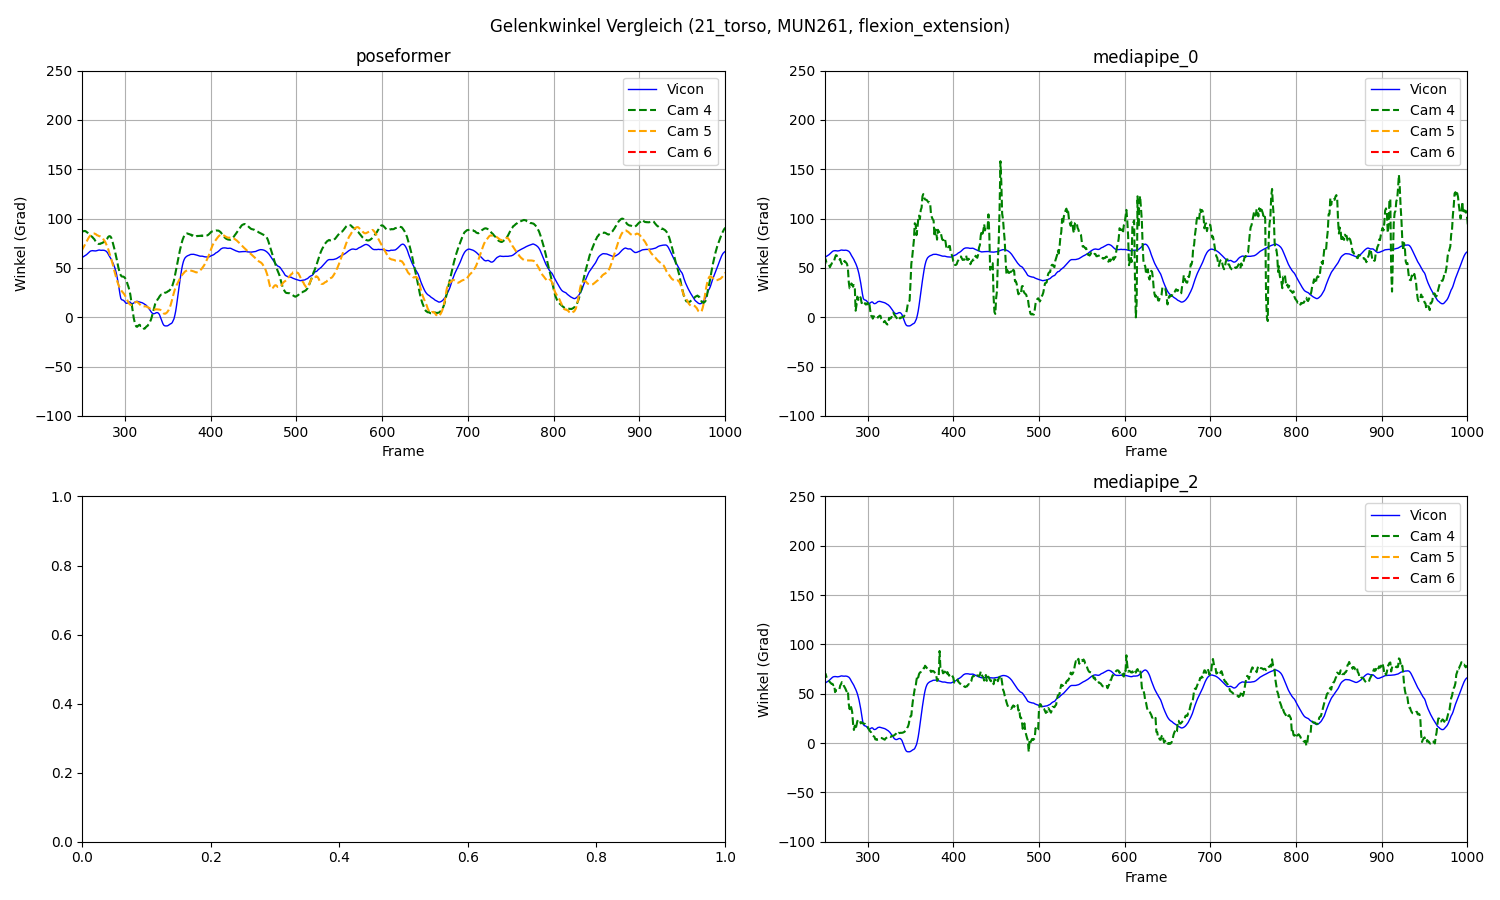 Gelenkwinkel Vergleich (21_torso, MUN261, flexion_extension)
poseformer
250
200
150
100
50
0
−50
−100
Winkel (Grad)
300 400 500 600 700 800 900 1000
Frame
Vicon
Cam 4
Cam 5
Cam 6
mediapipe_0
250
200
150
100
50
0
−50
−100
Winkel (Grad)
300 400 500 600 700 800 900 1000
Frame
Vicon
Cam 4
Cam 5
Cam 6
1.0
0.8
0.6
0.4
0.2
0.0
0.0 0.2 0.4 0.6 0.8 1.0
mediapipe_2
250
200
150
100
50
0
−50
−100
Winkel (Grad)
300 400 500 600 700 800 900 1000
Frame
Vicon
Cam 4
Cam 5
Cam 6